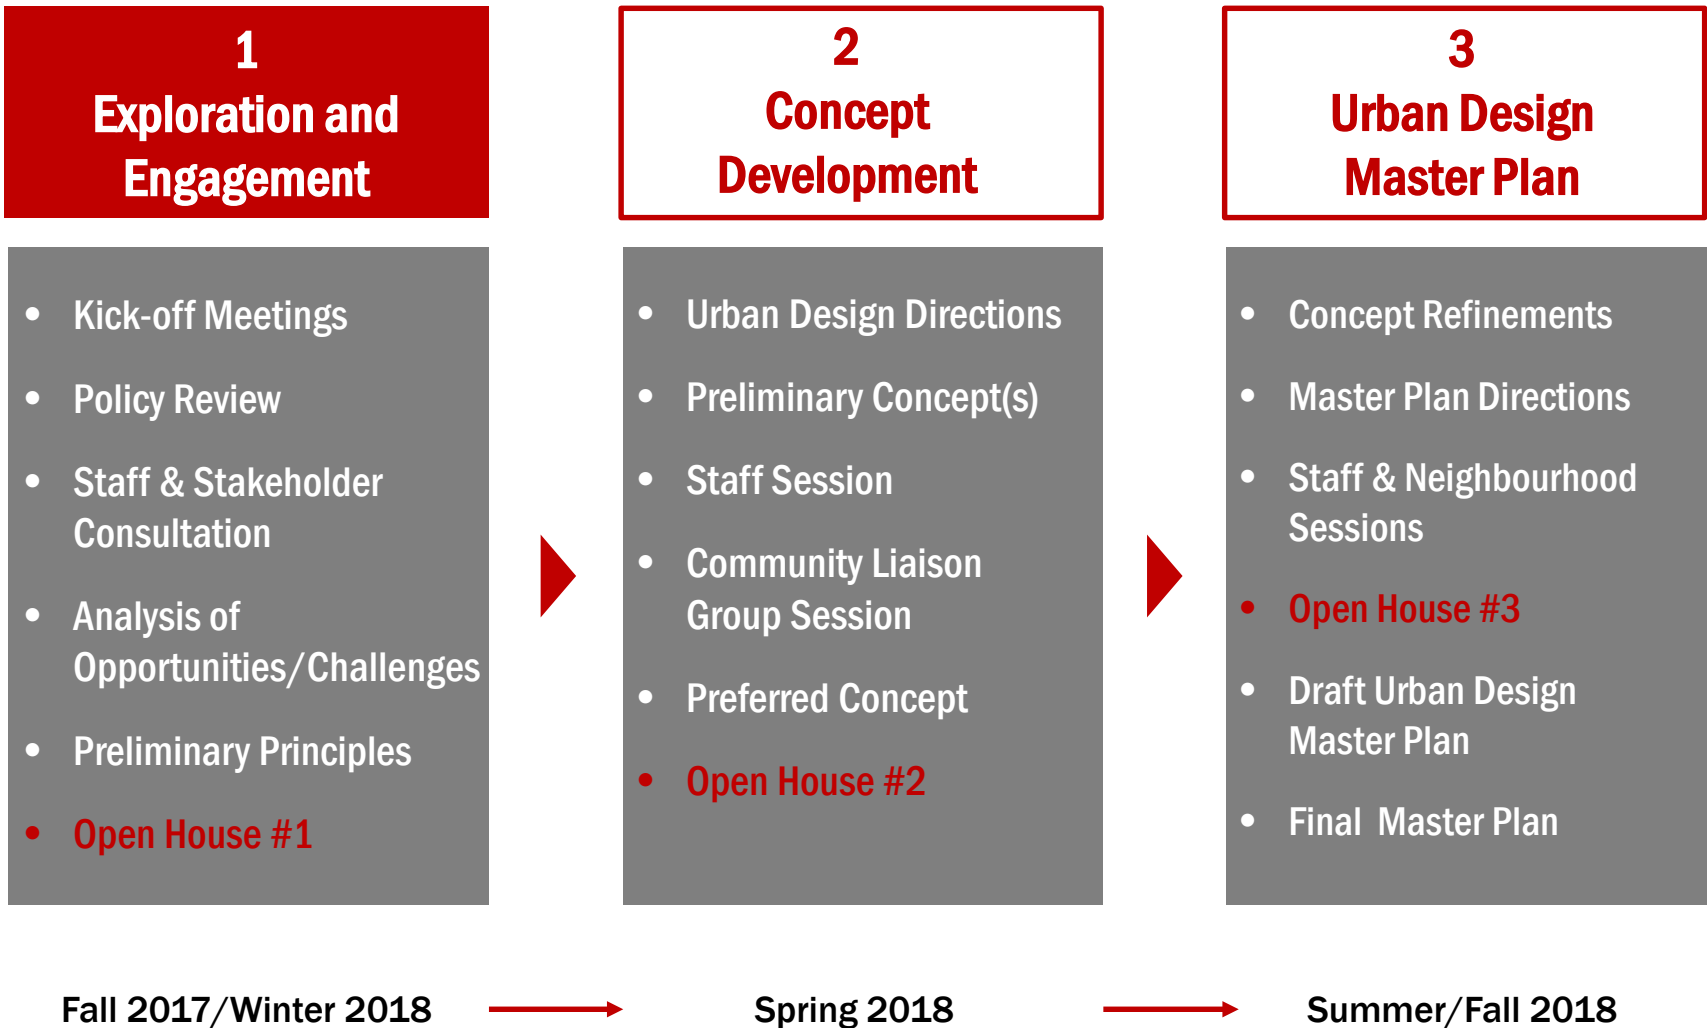 1
Exploration and
Engagement
• Kick-off Meetings
• Policy Review
• Staff & Stakeholder
Consultation
• Analysis of
Opportunities/Challenges
• Preliminary Principles
• Open House #1
Fall 2017/Winter 2018
2
Concept
Development
• Urban Design Directions
• Preliminary Concept(s)
• Staff Session
• Community Liaison
Group Session
• Preferred Concept
• Open House #2
Spring 2018
3
Urban Design
Master Plan
• Concept Refinements
• Master Plan Directions
• Staff & Neighbourhood
Sessions
• Open House #3
• Draft Urban Design
Master Plan
• Final  Master Plan
Summer/Fall 2018